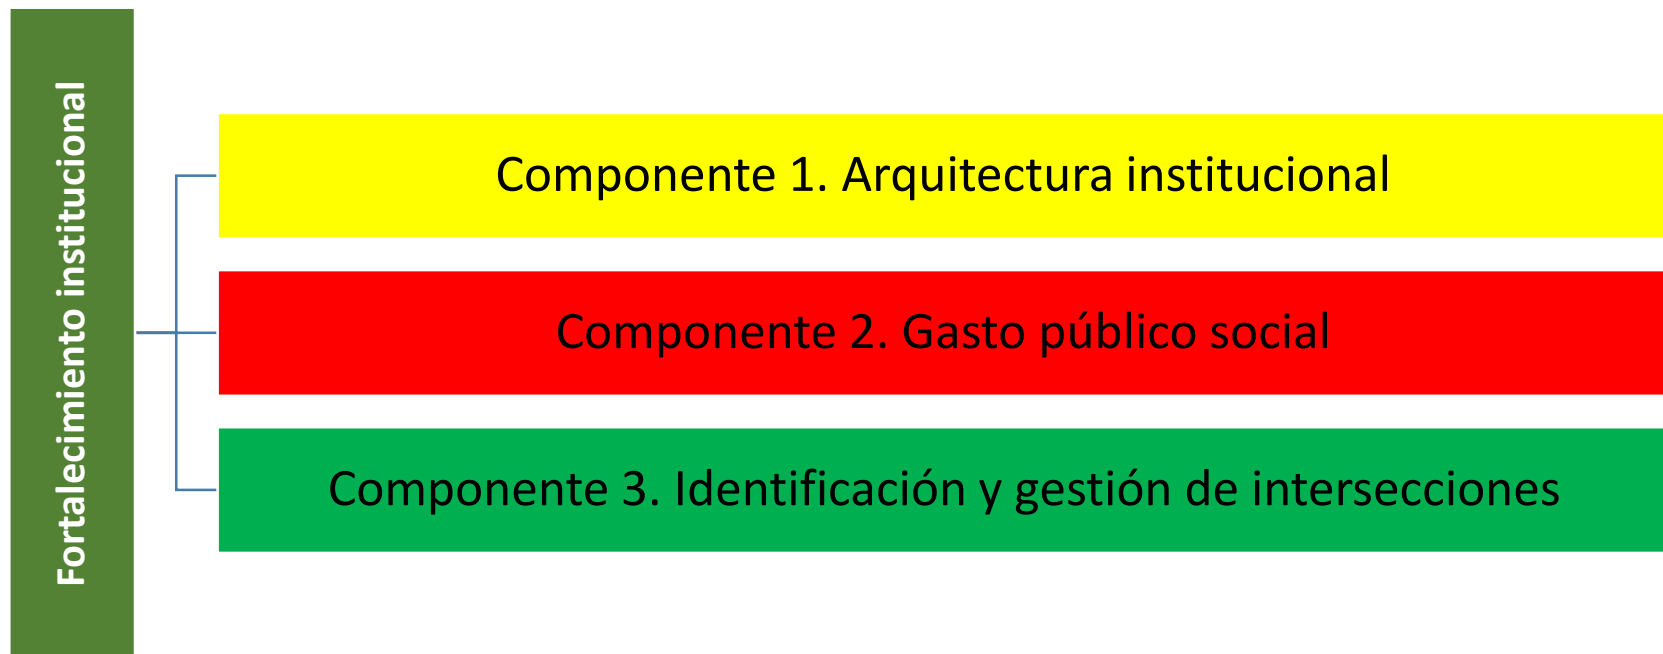 Fortalecimiento institucional
Componente 1. Arquitectura institucional
Componente 2. Gasto público social
Componente 3. Identificación y gestión de intersecciones